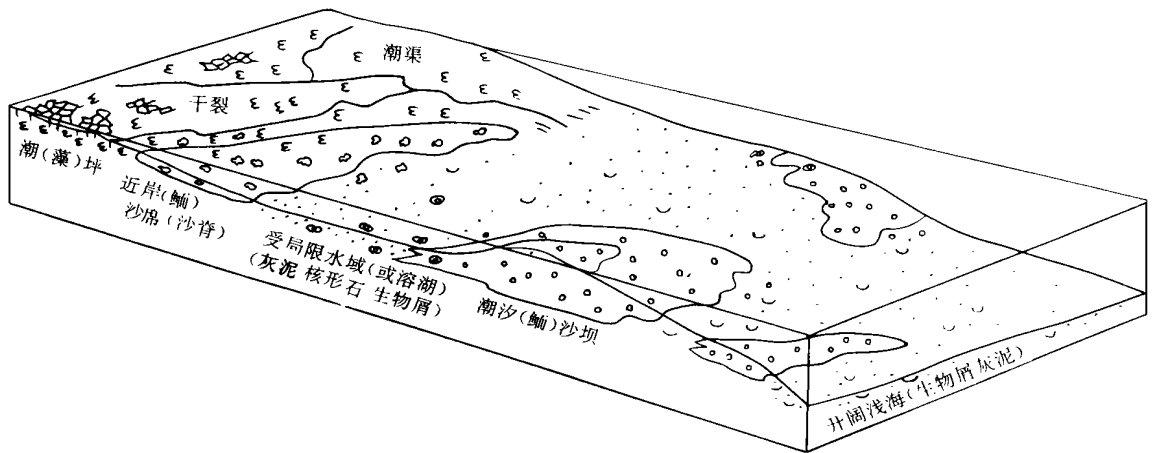 潮渠
干裂
潮(藻)坪
近岸(鲕)
沙席(沙脊)
受局限水域(或溶湖)
(灰泥 核形石 生物屑)
潮汐(鲕)沙坝
开阔浅海(生物屑灰泥)